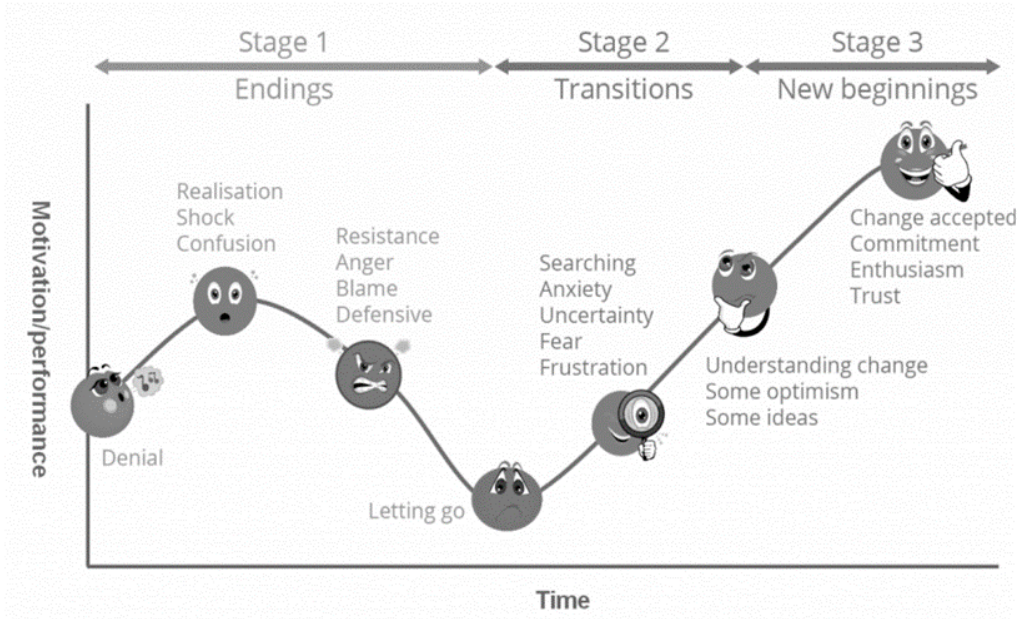 Stage 1
Stage 2
Stage 3
Endings
Transitions
New beginnings
Motivation/performance
Realisation
Shock
Confusion
Resistance
Anger
Blame
Defensive
Searching
Anxiety
Uncertainty
Fear
Frustration
Change accepted
Commitment
Enthusiasm
Trust
Understanding change
Some optimism
Some ideas
Denial
Letting go
Time